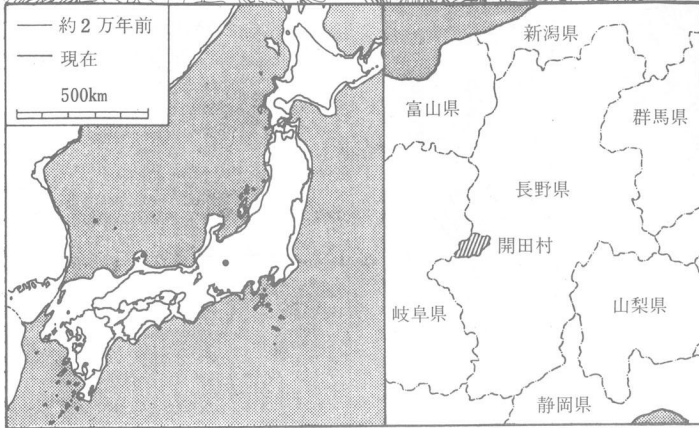 約2万年前
現在
500km
新潟県
富山県
群馬県
長野県
開田村
岐阜県
山梨県
静岡県